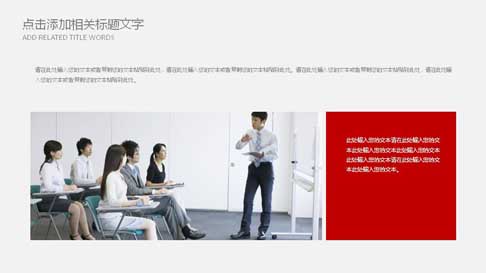 点击添加相关标题文字
ADD RELATED TITLE WORDS
请在此处输入您的文本或者复制您的文本粘贴到此处，请在此处输入您的文本或者复制您的文本粘贴到此处。请在此处输入您的文本或者复制您的文本粘贴到此处，请在此处输
入您的文本或者复制您的文本粘贴到此处。
此处输入您的文本请在此处输入您的文
本此处输入您的文本此处输入您的文本
此处输入您的文本请在此处输入您的文
本此处输入您的文本。